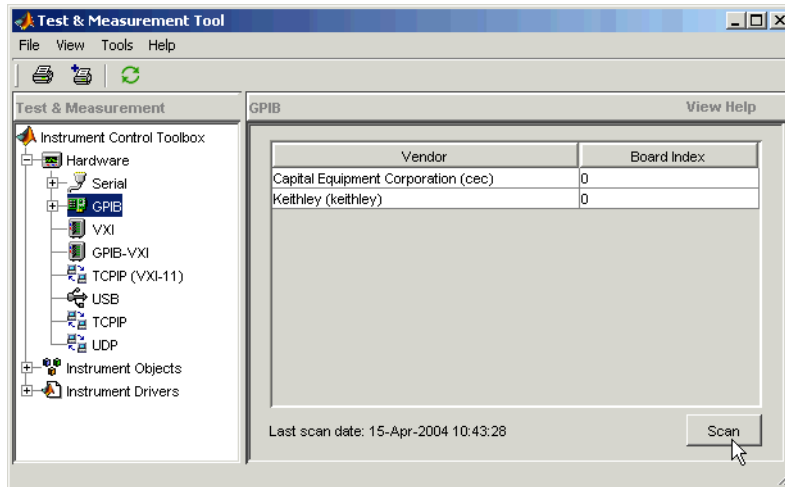 Test & Measurement Tool
File View Tools Help
Test & Measurement
GPIB View Help
Instrument Control Toolbox
Hardware
Serial
GPIB
VXI
GPIB-VXI
TCPIP (VXI-11)
USB
TCPIP
UDP
Instrument Objects
Instrument Drivers
Vendor Board Index
Capital Equipment Corporation (cec) 0
Keithley (keithley) 0
Last scan date: 15-Apr-2004 10:43:28
Scan